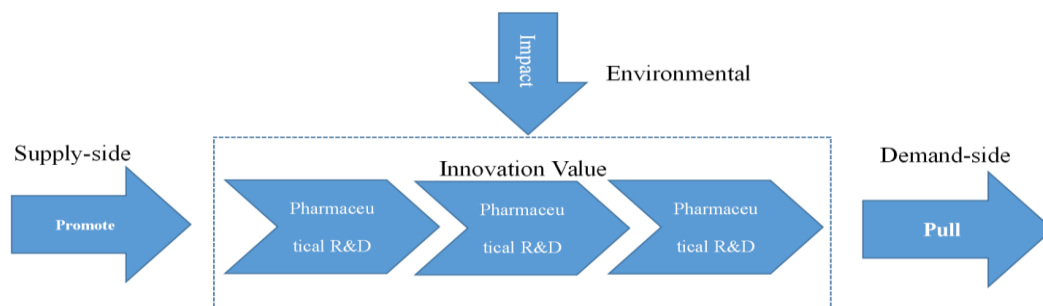 Impact
Environmental
Supply-side
Promote
Innovation Value
Pharmaceu
tical R&D
Pharmaceu
tical R&D
Pharmaceu
tical R&D
Demand-side
Pull